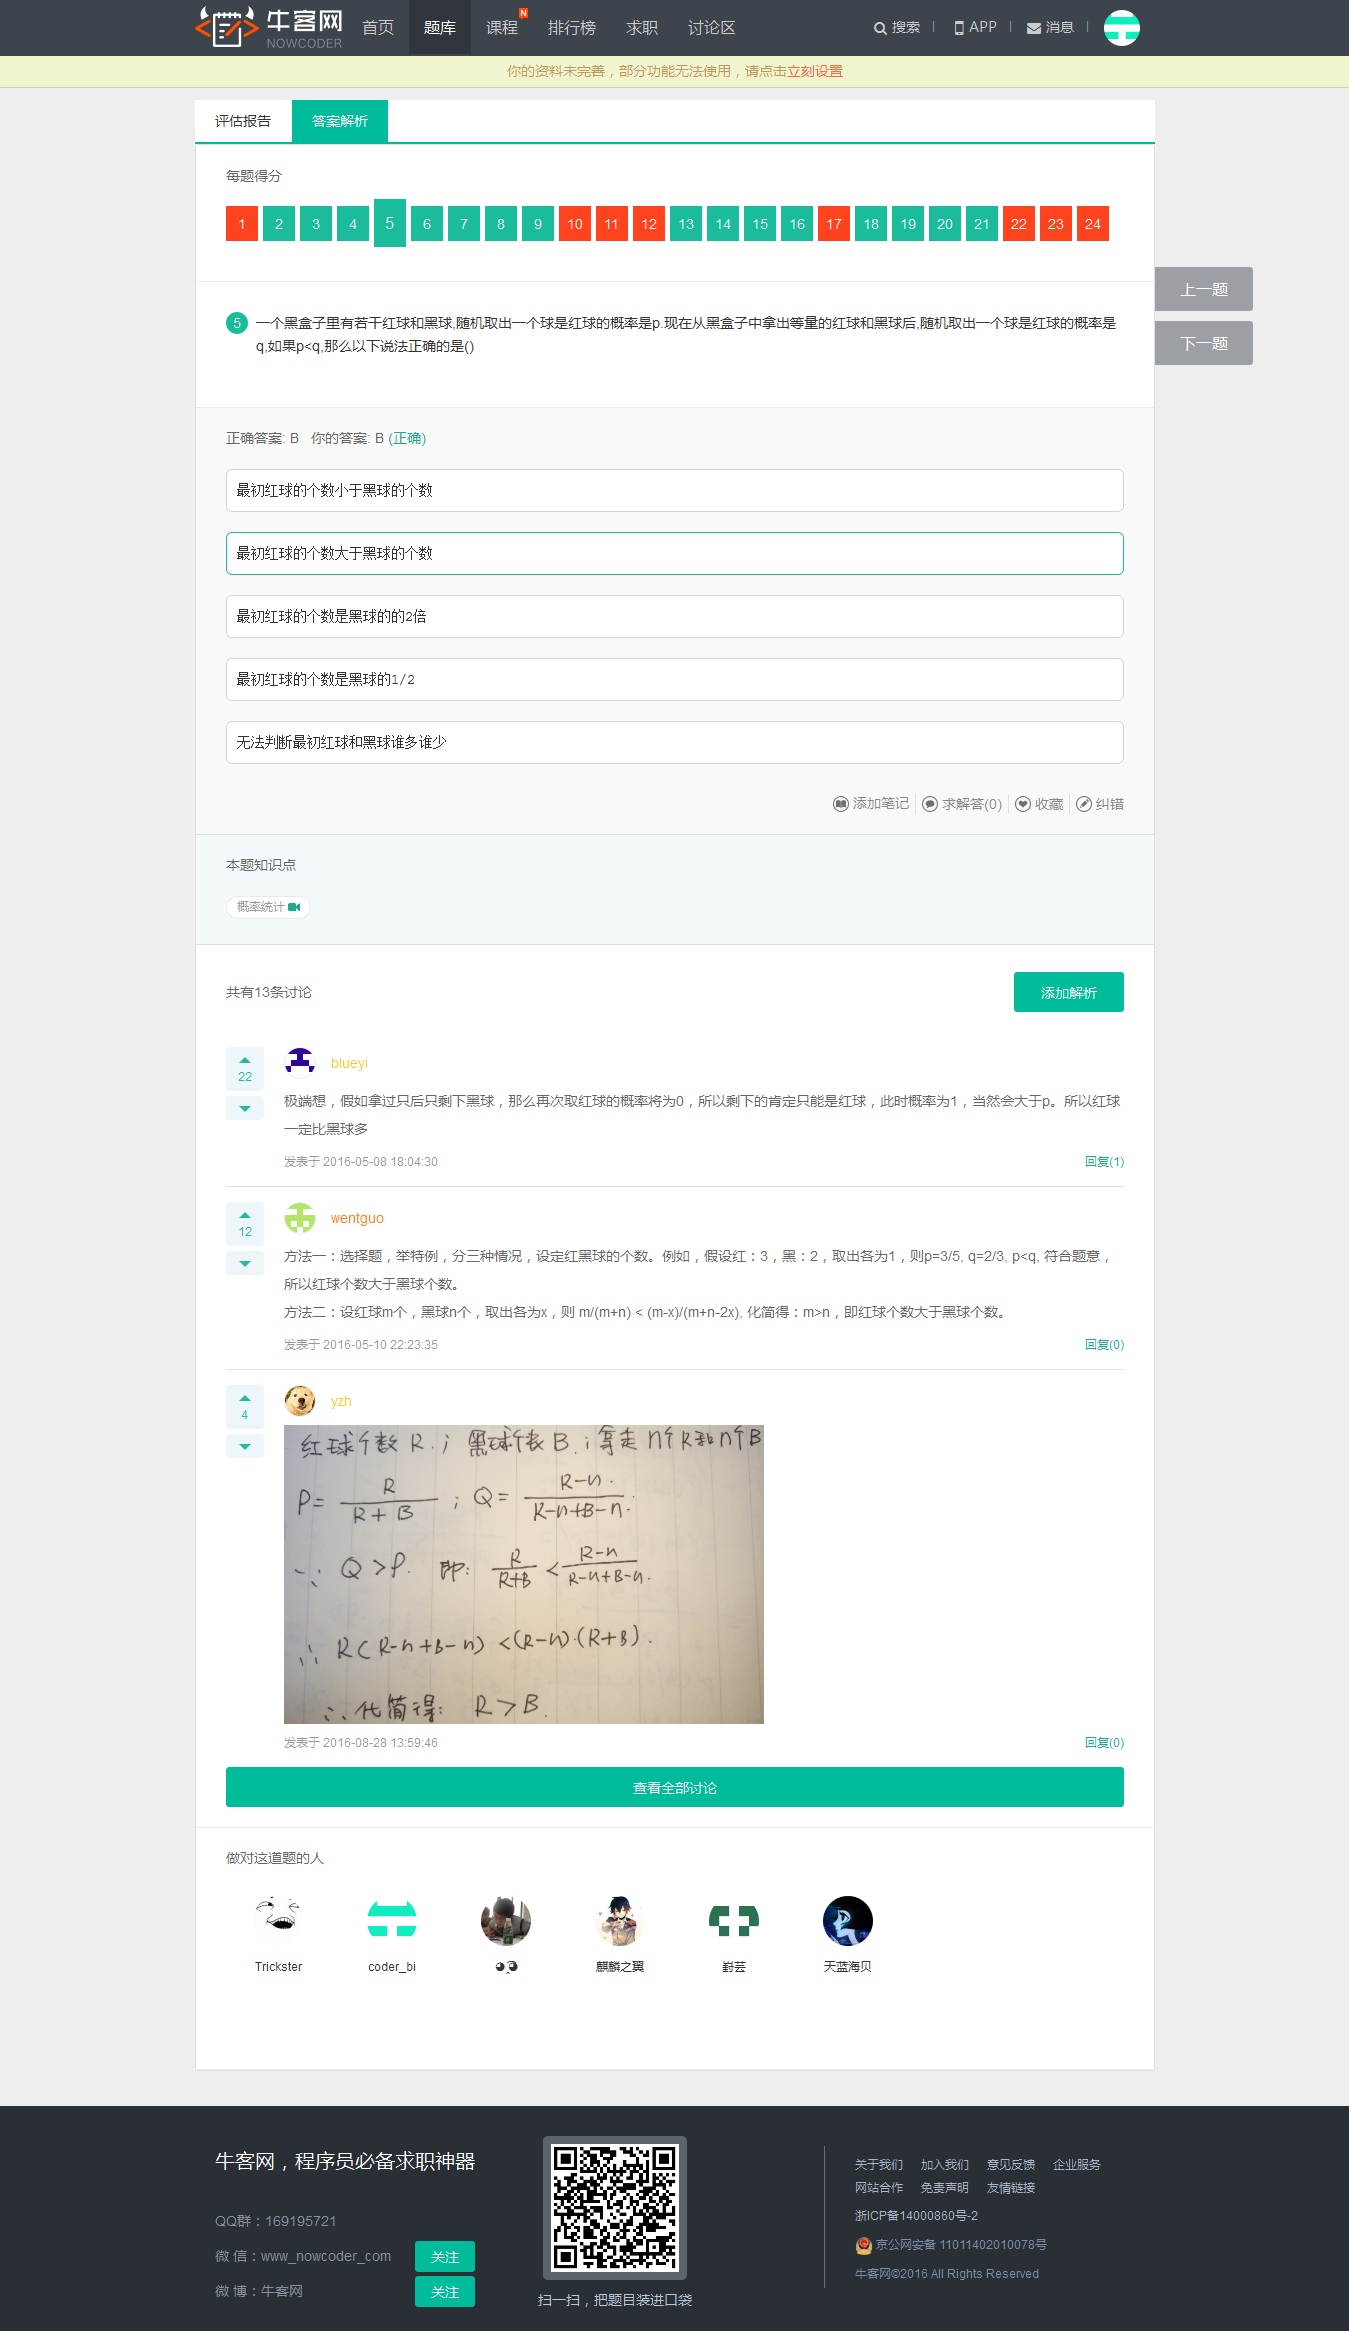 牛客网
NOWCODER
首页 题库 课程 N 排行榜 求职 讨论区 搜索 APP 消息
你的资料未完善，部分功能无法使用，请点击立刻设置
评估报告 答案解析
每题得分
1 2 3 4 5 6 7 8 9 10 11 12 13 14 15 16 17 18 19 20 21 22 23 24
上一题
下一题
5 一个黑盒子里有若干红球和黑球,随机取出一个球是红球的概率是p.现在从黑盒子中拿出等量的红球和黑球后,随机取出一个球是红球的概率是
q,如果p<q,那么以下说法正确的是()
正确答案: B 你的答案: B (正确)
最初红球的个数小于黑球的个数
最初红球的个数大于黑球的个数
最初红球的个数是黑球的的2倍
最初红球的个数是黑球的1/2
无法判断最初红球和黑球谁多谁少
添加笔记 求解答(0) 收藏 纠错
本题知识点
概率统计
共有13条讨论 添加解析
22
blueyi
极端想，假如拿过只后只剩下黑球，那么再次取红球的概率将为0，所以剩下的肯定只能是红球，此时概率为1，当然会大于p。所以红球
一定比黑球多
发表于 2016-05-08 18:04:30 回复(1)
12
wentguo
方法一：选择题，举特例，分三种情况，设定红黑球的个数。例如，假设红：3，黑：2，取出各为1，则p=3/5, q=2/3, p<q, 符合题意，
所以红球个数大于黑球个数。
方法二：设红球m个，黑球n个，取出各为x，则 m/(m+n) < (m-x)/(m+n-2x), 化简得：m>n，即红球个数大于黑球个数。
发表于 2016-05-10 22:23:35 回复(0)
4
yzh
红球个数 R.; 黑球个数 B.; 拿走 n个R和n个B
P= R/(R+B) ; Q= (R-n)/(R-n+B-n).
∵ Q>P. 即: R/(R+B) < (R-n)/(R-n+B-n).
∴ R(R-n+B-n) <(R-n)·(R+B).
∴ 化简得: R>B.
发表于 2016-08-28 13:59:46 回复(0)
查看全部讨论
做对这道题的人
Trickster coder_bi 麒麟之翼 葑芸 天蓝海贝
牛客网，程序员必备求职神器
QQ群：169195721
微 信：www_nowcoder_com 关注
微 博：牛客网 关注
扫一扫，把题目装进口袋
关于我们 加入我们 意见反馈 企业服务
网站合作 免责声明 友情链接
浙ICP备14000860号-2
京公网安备 11011402010078号
牛客网©2016 All Rights Reserved